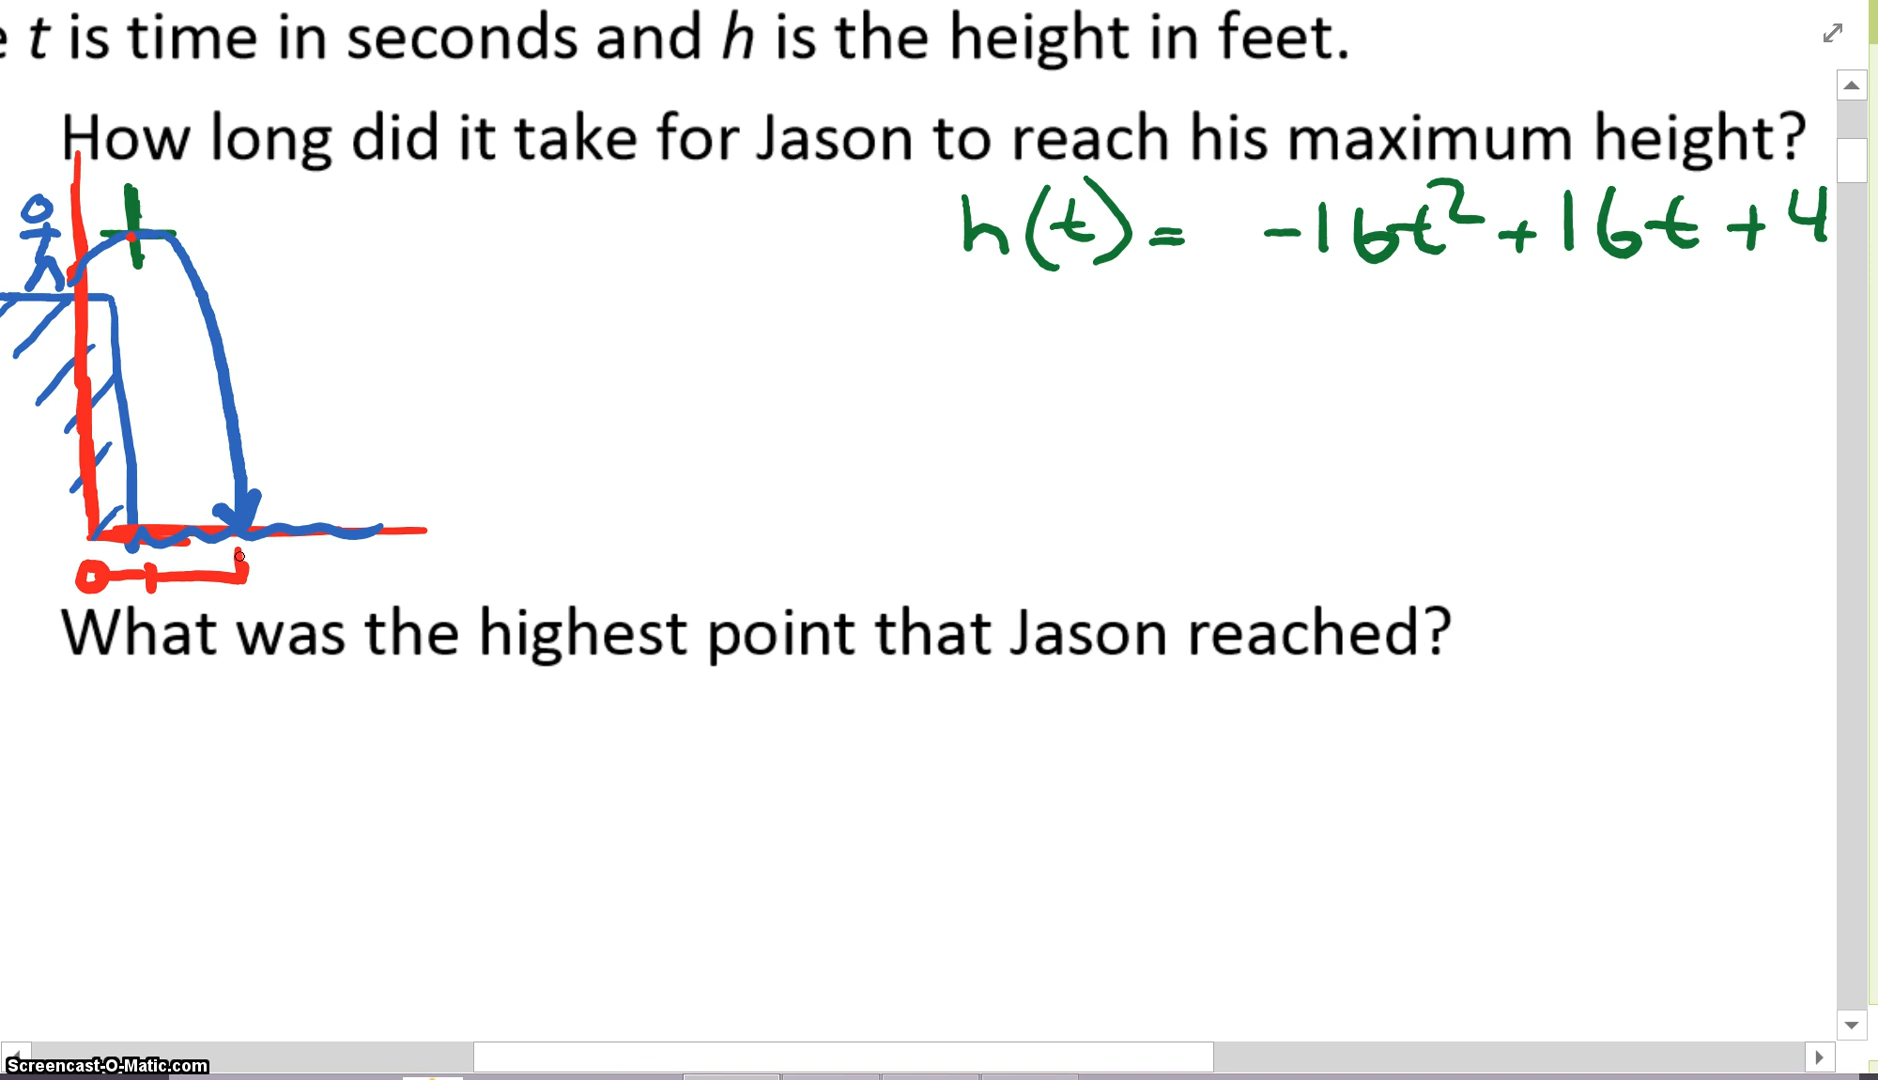 t is time in seconds and h is the height in feet.
How long did it take for Jason to reach his maximum height?
h(t) = -16t² + 16t + 4
What was the highest point that Jason reached?
Screencast-O-Matic.com